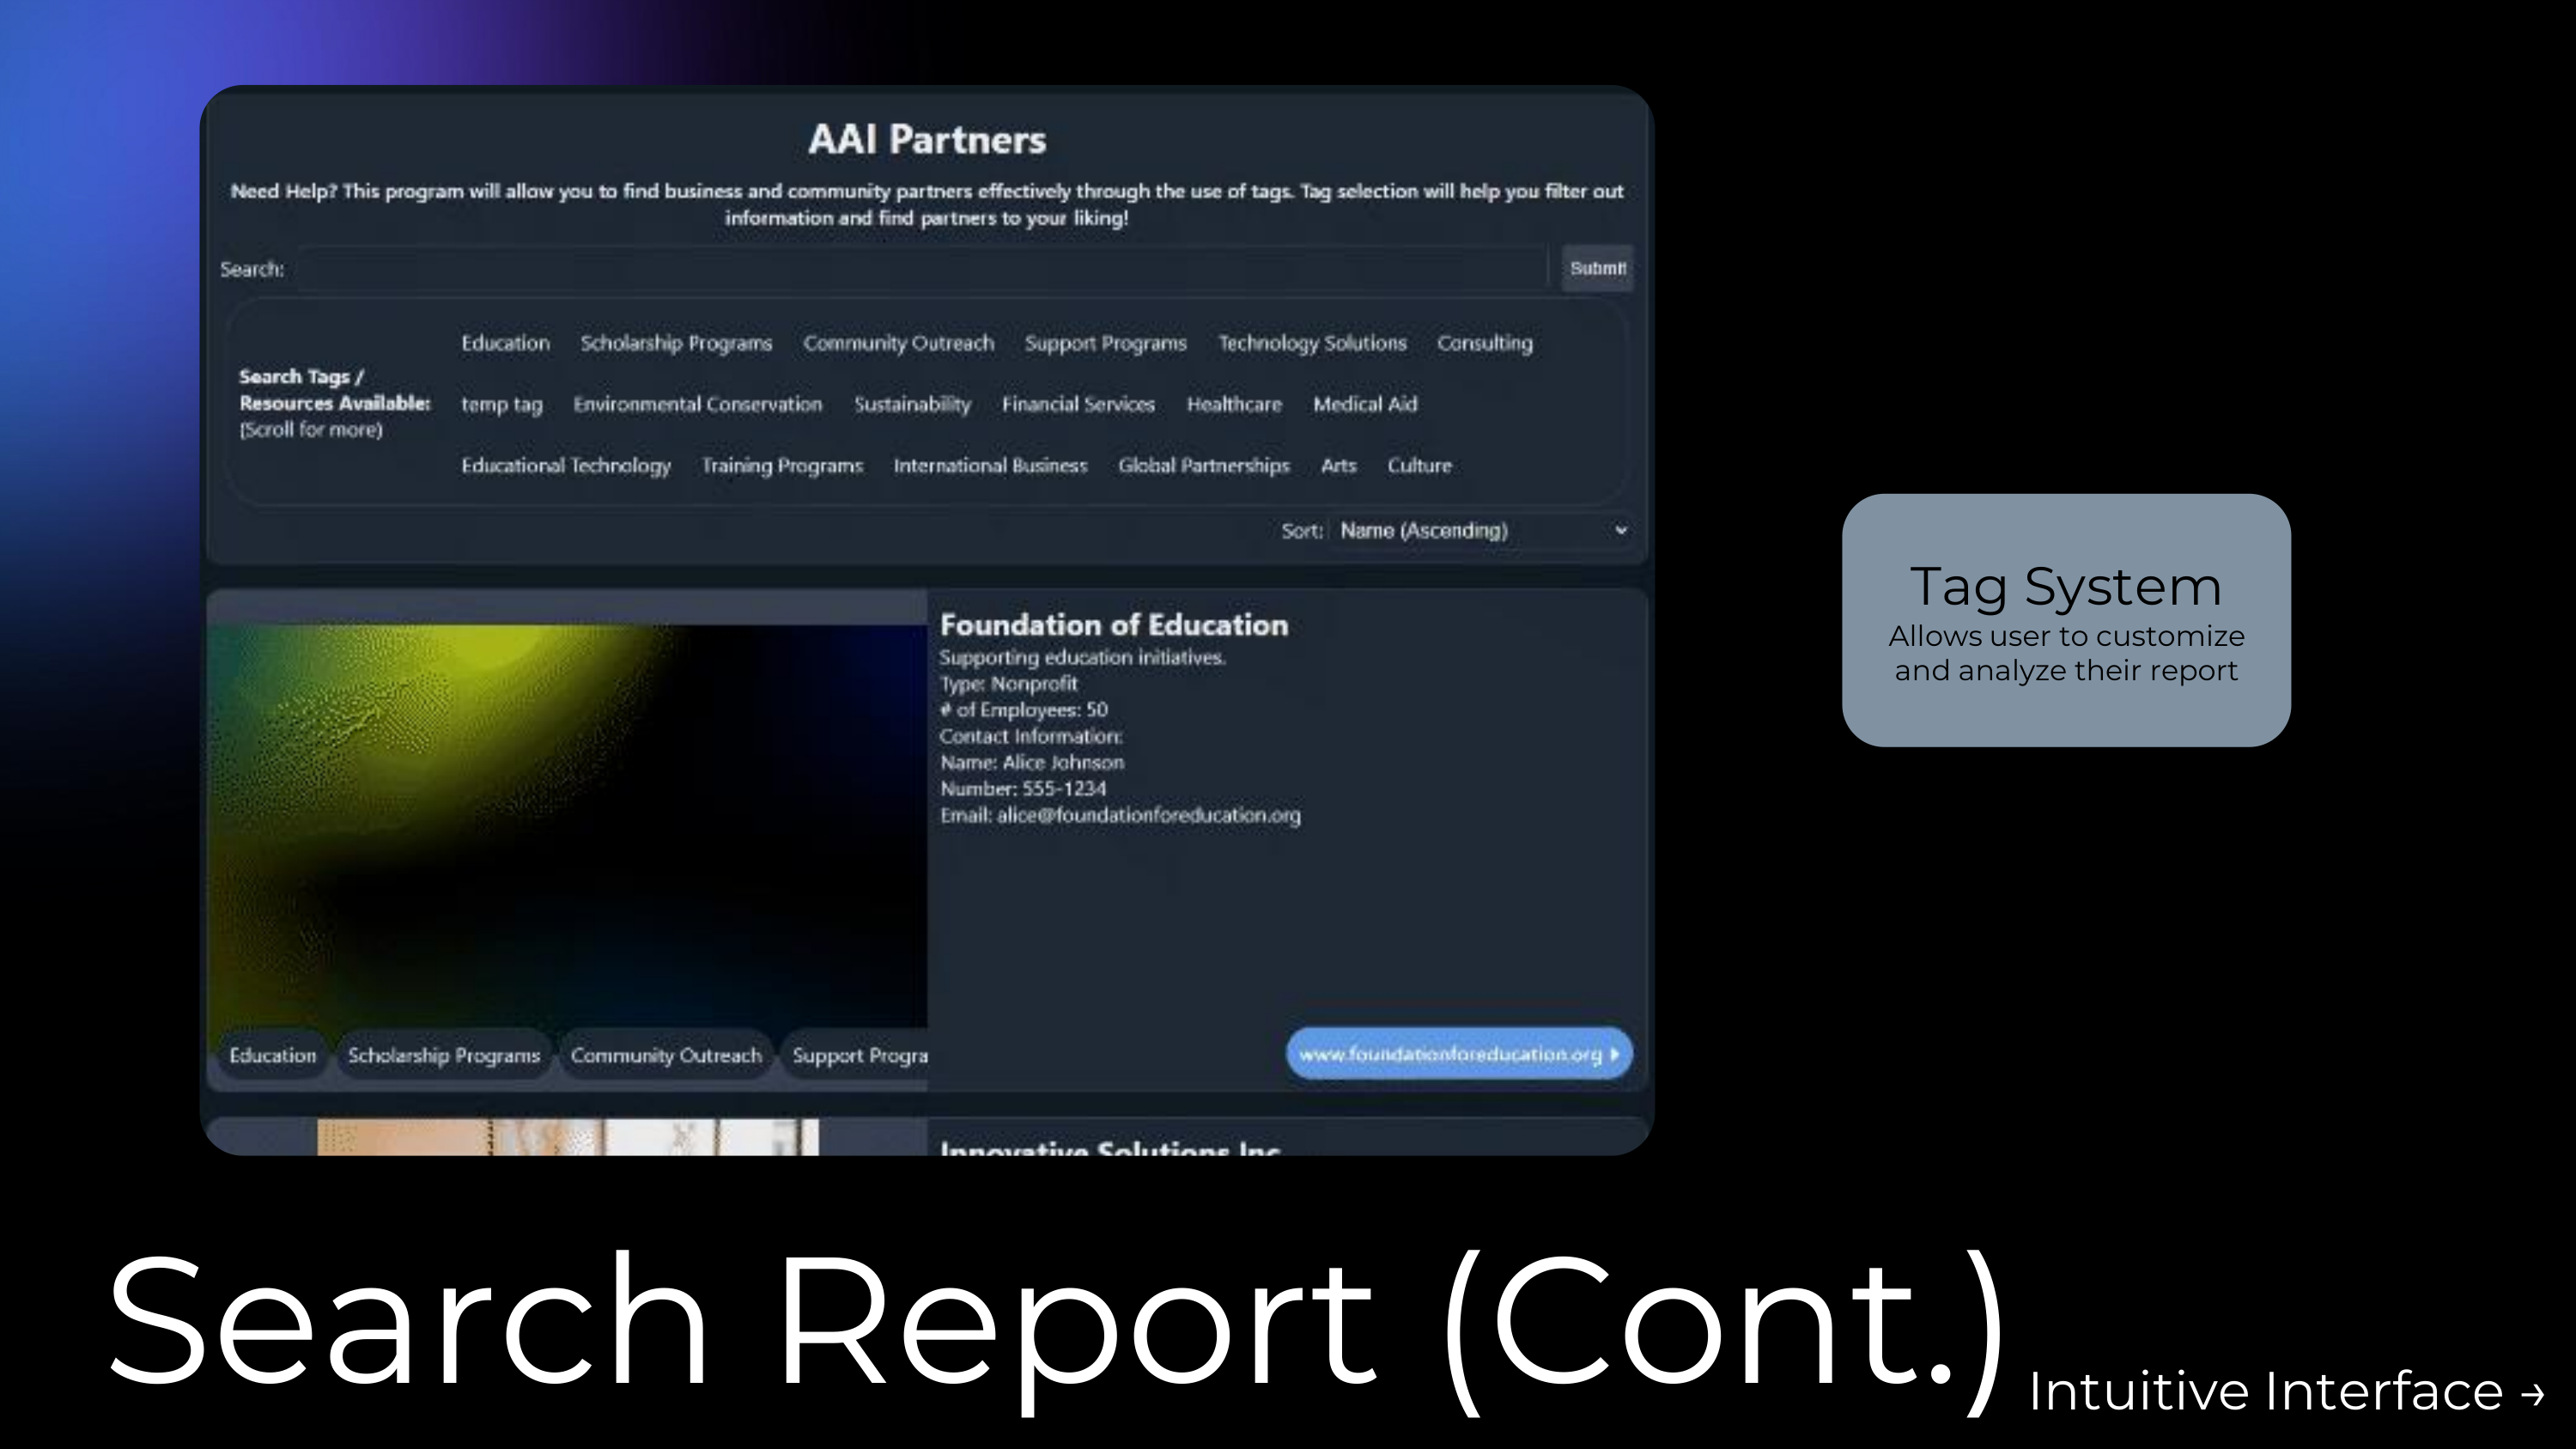 AAI Partners
Need Help? This program will allow you to find business and community partners effectively through the use of tags. Tag selection will help you filter out
information and find partners to your liking!
Search:
Submit
Education Scholarship Programs Community Outreach Support Programs Technology Solutions Consulting
Search Tags /
Resources Available:
(Scroll for more)
temp tag Environmental Conservation Sustainability Financial Services Healthcare Medical Aid
Educational Technology Training Programs International Business Global Partnerships Arts Culture
Sort: Name (Ascending)
Foundation of Education
Supporting education initiatives.
Type: Nonprofit
# of Employees: 50
Contact Information:
Name: Alice Johnson
Number: 555-1234
Email: alice@foundationforeducation.org
Education Scholarship Programs Community Outreach Support Progra
www.foundationforeducation.org
Innovative Solutions Inc
Tag System
Allows user to customize
and analyze their report
Search Report (Cont.)
Intuitive Interface →